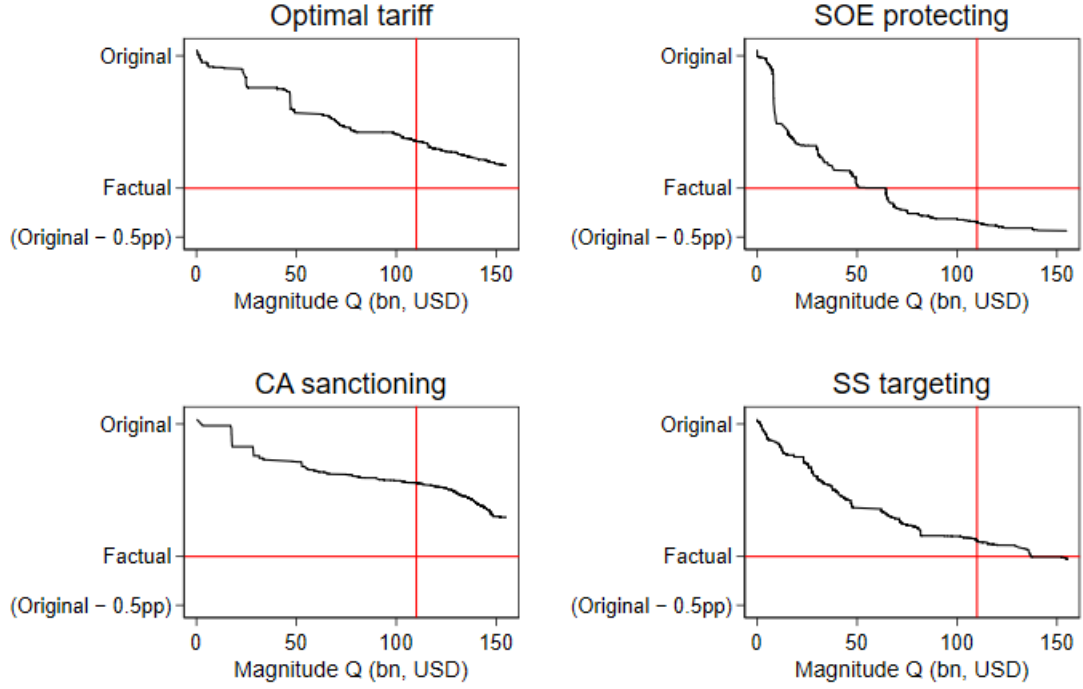 Optimal tariff
Original
Factual
(Original − 0.5pp)
0 50 100 150
Magnitude Q (bn, USD)
SOE protecting
Original
Factual
(Original − 0.5pp)
0 50 100 150
Magnitude Q (bn, USD)
CA sanctioning
Original
Factual
(Original − 0.5pp)
0 50 100 150
Magnitude Q (bn, USD)
SS targeting
Original
Factual
(Original − 0.5pp)
0 50 100 150
Magnitude Q (bn, USD)